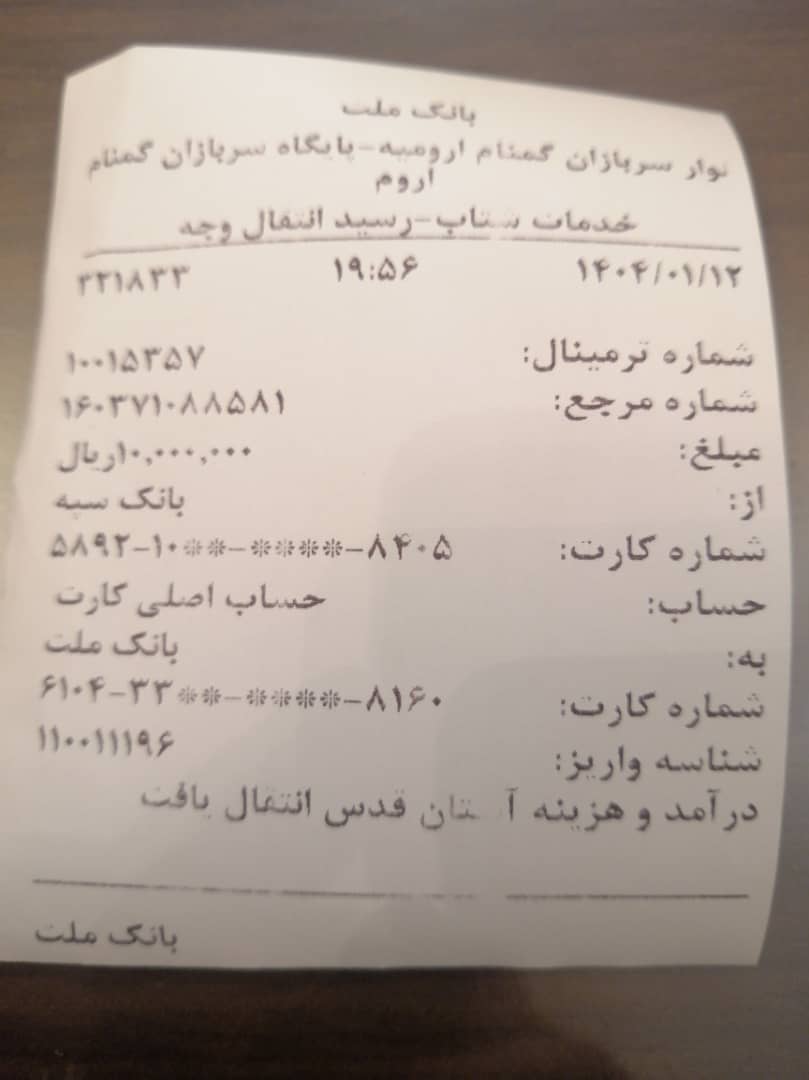 بانک ملت
نوار سربازان گمنام ارومیه-پایگاه سربازان گمنام
اروم
خدمات شتاب-رسید انتقال وجه
۱۴۰۴/۰۱/۱۲ ۱۹:۵۶ ۲۲۱۸۳۳
شماره ترمینال: ۱۰۰۱۵۳۵۷
شماره مرجع: ۱۶۰۳۷۱۰۸۸۵۸۱
مبلغ: ۱۰,۰۰۰,۰۰۰ریال
از: بانک سپه
شماره کارت: ۵۸۹۲-۱۰**-****-۸۴۰۵
حساب: حساب اصلی کارت
به: بانک ملت
شماره کارت: ۶۱۰۴-۳۳**-****-۸۱۶۰
شناسه واریز: ۱۱۰۰۱۱۱۹۶
درآمد و هزینه آستان قدس انتقال یافت
بانک ملت